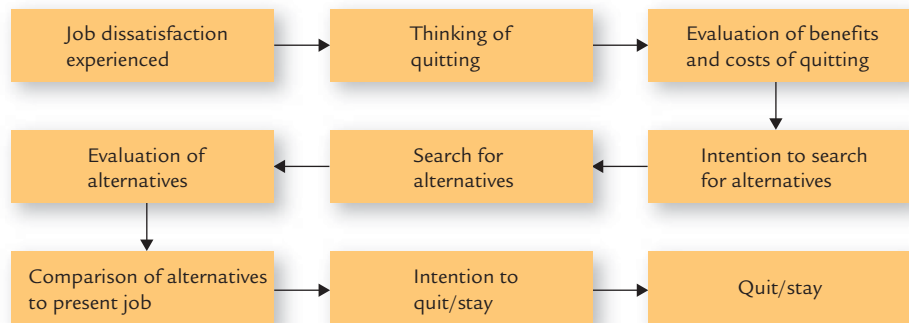 Job dissatisfaction
experienced
Thinking of
quitting
Evaluation of benefits
and costs of quitting
Evaluation of
alternatives
Search for
alternatives
Intention to search
for alternatives
Comparison of alternatives
to present job
Intention to
quit/stay
Quit/stay